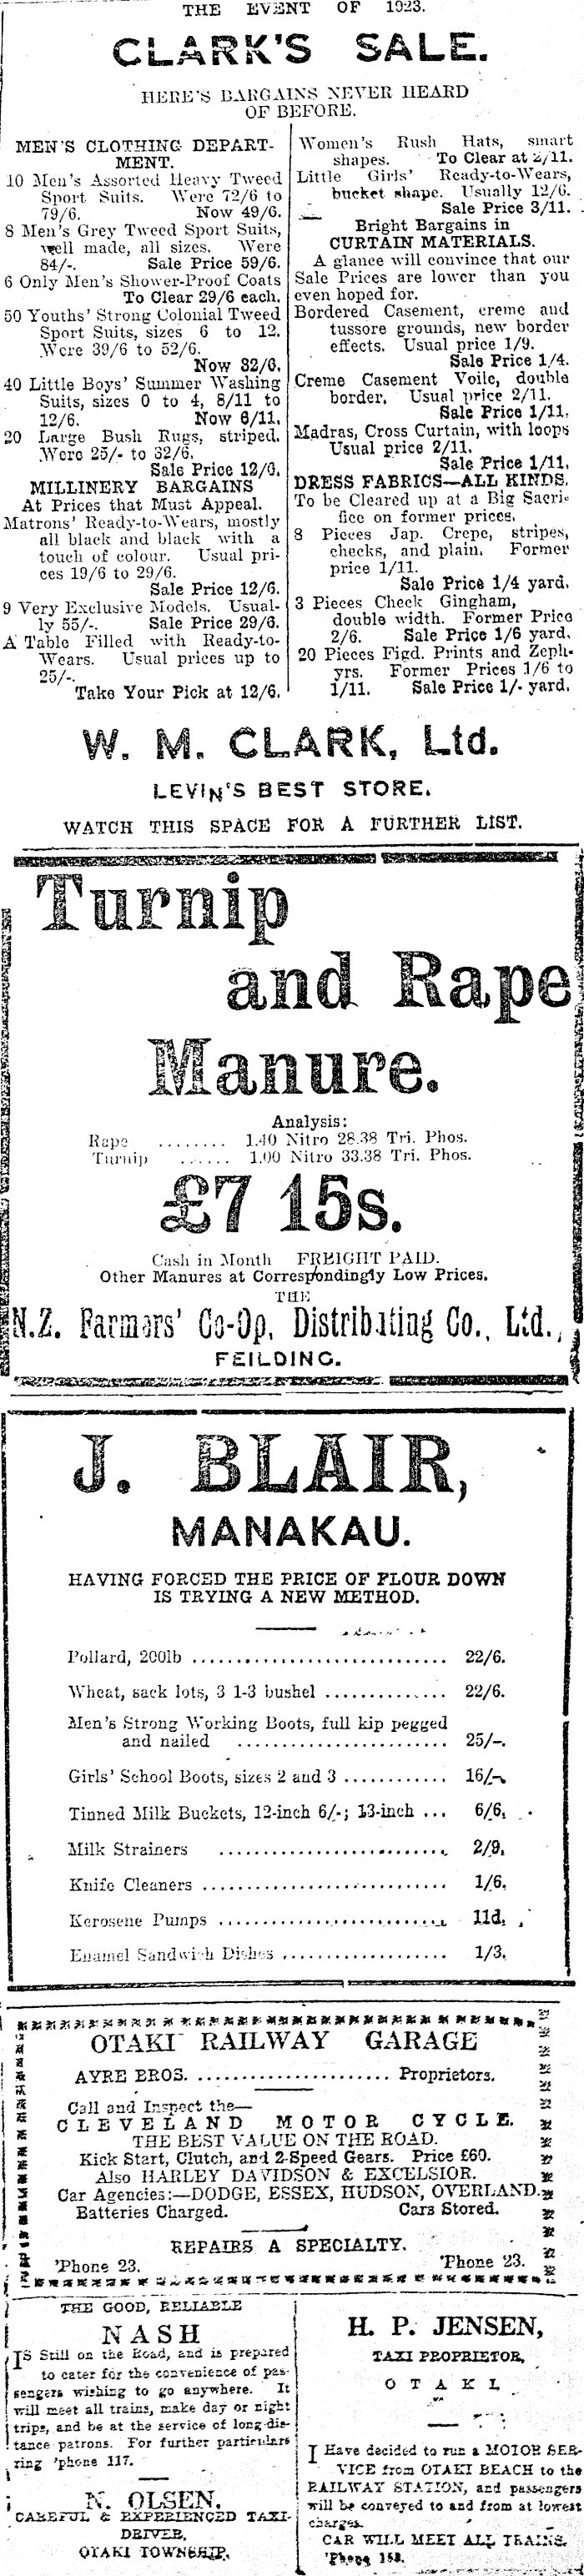 THE EVENT OF 1923.
CLARK'S SALE.
HERE'S BARGAINS NEVER HEARD
OF BEFORE.
MEN'S CLOTHING DEPART-
MENT.
10 Men's Assorted Heavy Tweed
Sport Suits. Were 72/6 to
79/6. Now 49/6.
8 Men's Grey Tweed Sport Suits,
well made, all sizes. Were
84/-. Sale Price 59/6.
6 Only Men's Shower-Proof Coats
To Clear 29/6 each.
50 Youths' Strong Colonial Tweed
Sport Suits, sizes 6 to 12.
Were 39/6 to 52/6.
Now 32/6.
40 Little Boys' Summer Washing
Suits, sizes 0 to 4, 8/11 to
12/6. Now 6/11.
20 Large Bush Rugs, striped.
Were 25/- to 32/6.
Sale Price 12/6.
MILLINERY BARGAINS
At Prices that Must Appeal.
Matrons' Ready-to-Wears, mostly
all black and black with a
touch of colour. Usual pri-
ces 19/6 to 29/6.
Sale Price 12/6.
9 Very Exclusive Models. Usual-
ly 55/-. Sale Price 29/6.
A Table Filled with Ready-to-
Wears. Usual prices up to
25/-.
Take Your Pick at 12/6.
Women's Rush Hats, smart
shapes. To Clear at 2/11.
Little Girls' Ready-to-Wears,
bucket shape. Usually 12/6.
Sale Price 3/11.
Bright Bargains in
CURTAIN MATERIALS.
A glance will convince that our
Sale Prices are lower than you
even hoped for.
Bordered Casement, creme and
tussore grounds, new border
effects. Usual price 1/9.
Sale Price 1/4.
Creme Casement Voile, double
border. Usual price 2/11.
Sale Price 1/11.
Madras, Cross Curtain, with loops
Usual price 2/11.
Sale Price 1/11.
DRESS FABRICS—ALL KINDS.
To be Cleared up at a Big Sacri-
fice on former prices.
8 Pieces Jap. Crepe, stripes,
checks, and plain. Former
price 1/11.
Sale Price 1/4 yard.
3 Pieces Check Gingham,
double width. Former Price
2/6. Sale Price 1/6 yard.
20 Pieces Figd. Prints and Zeph-
yrs. Former Prices 1/6 to
1/11. Sale Price 1/- yard.
W. M. CLARK, Ltd.
LEVIN'S BEST STORE.
WATCH THIS SPACE FOR A FURTHER LIST.
Turnip
and Rape
Manure.
Analysis:
Rape ........ 1.40 Nitro 28.38 Tri. Phos.
Turnip ...... 1.00 Nitro 33.38 Tri. Phos.
£7 15s.
Cash in Month FREIGHT PAID.
Other Manures at Correspondingly Low Prices.
THE
N.Z. Farmers' Co-Op. Distributing Co., Ltd.,
FEILDING.
J. BLAIR,
MANAKAU.
HAVING FORCED THE PRICE OF FLOUR DOWN
IS TRYING A NEW METHOD.
Pollard, 200lb ............................ 22/6.
Wheat, sack lots, 3 1-3 bushel .............. 22/6.
Men's Strong Working Boots, full kip pegged
and nailed ........................ 25/-.
Girls' School Boots, sizes 2 and 3 ............ 16/-.
Tinned Milk Buckets, 12-inch 6/-; 13-inch ... 6/6.
Milk Strainers .......................... 2/9.
Knife Cleaners ............................ 1/6.
Kerosene Pumps .......................... 11d.
Enamel Sandwich Dishes ................... 1/3.
OTAKI RAILWAY GARAGE
AYRE BROS. ...................... Proprietors.
Call and Inspect the—
CLEVELAND MOTOR CYCLE.
THE BEST VALUE ON THE ROAD.
Kick Start, Clutch, and 2-Speed Gears. Price £60.
Also HARLEY DAVIDSON & EXCELSIOR.
Car Agencies:—DODGE, ESSEX, HUDSON, OVERLAND.
Batteries Charged. Cars Stored.
REPAIRS A SPECIALTY.
'Phone 23. 'Phone 23.
THE GOOD, RELIABLE
NASH
IS Still on the Road, and is prepared
to cater for the convenience of pas-
sengers wishing to go anywhere. It
will meet all trains, make day or night
trips, and be at the service of long-dis-
tance patrons. For further particulars
ring 'phone 117.
N. OLSEN.
CAREFUL & EXPERIENCED TAXI-
DRIVER,
OTAKI TOWNSHIP.
H. P. JENSEN,
TAXI PROPRIETOR,
OTAKI.
I Have decided to run a MOTOR SER-
VICE from OTAKI BEACH to the
RAILWAY STATION, and passengers
will be conveyed to and from at lowest
charges.
CAR WILL MEET ALL TRAINS.
'Phone 158.